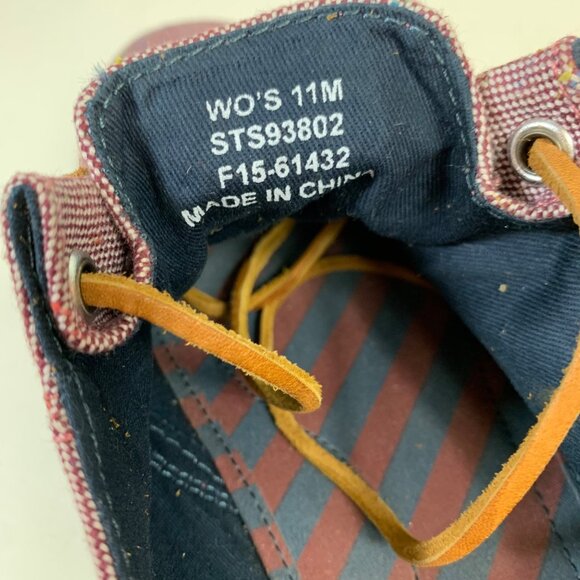 WO'S 11M
STS93802
F15-61432
MADE IN CHINA